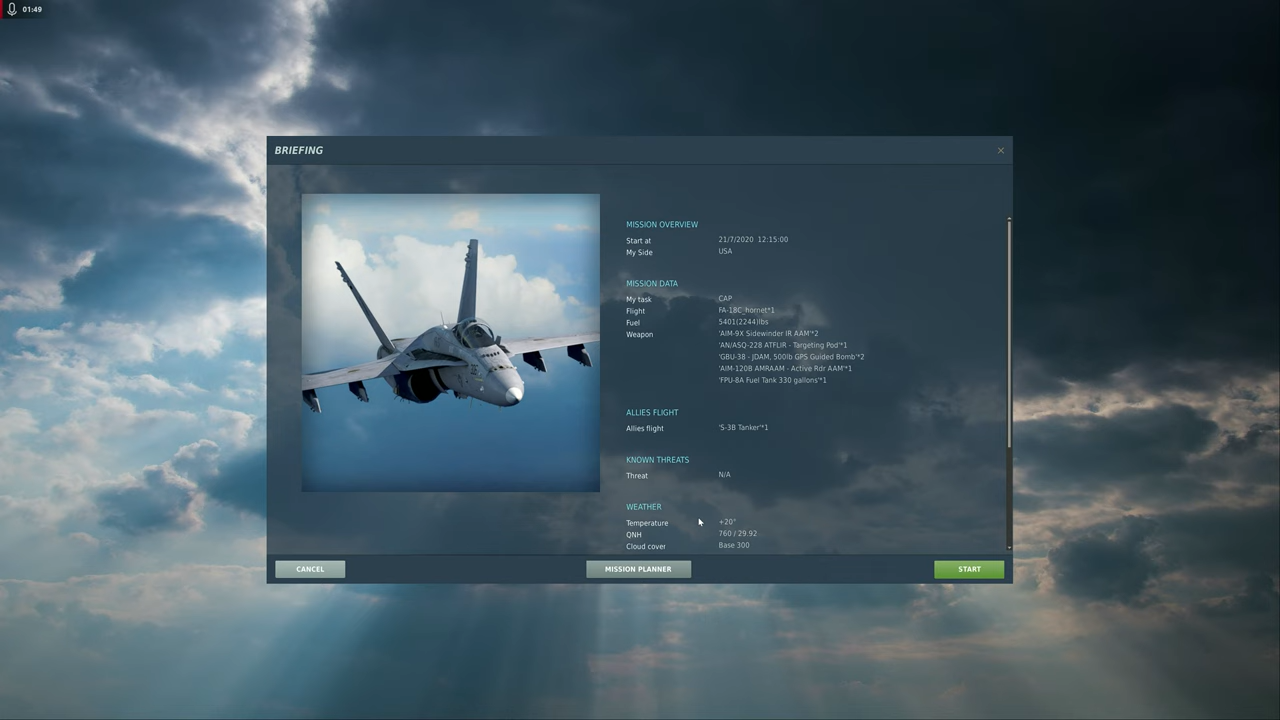 01:49
BRIEFING
MISSION OVERVIEW
Start at 21/7/2020 12:15:00
My Side USA
MISSION DATA
My task CAP
Flight FA-18C_hornet*1
Fuel 5401(2244)lbs
Weapon 'AIM-9X Sidewinder IR AAM'*2
'AN/ASQ-228 ATFLIR - Targeting Pod'*1
'GBU-38 - JDAM, 500lb GPS Guided Bomb'*2
'AIM-120B AMRAAM - Active Rdr AAM'*1
'FPU-8A Fuel Tank 330 gallons'*1
ALLIES FLIGHT
Allies flight 'S-3B Tanker'*1
KNOWN THREATS
Threat N/A
WEATHER
Temperature +20°
QNH 760 / 29.92
Cloud cover Base 300
CANCEL
MISSION PLANNER
START